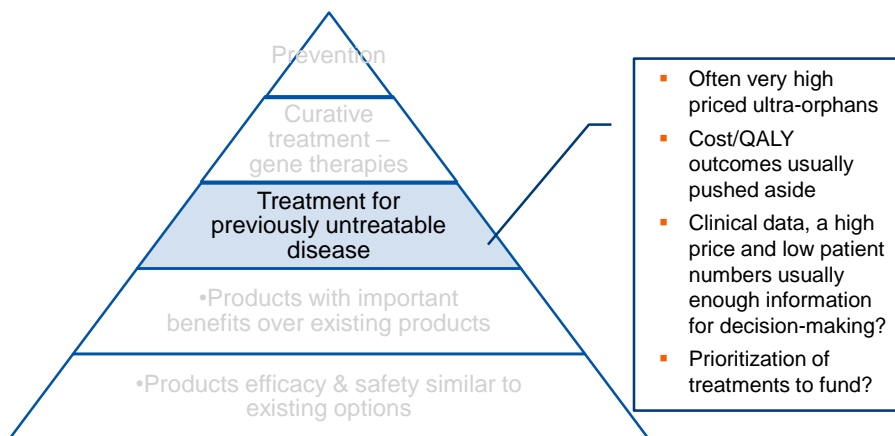 Prevention
Curative
treatment –
gene therapies
Treatment for
previously untreatable
disease
•Products with important
benefits over existing products
•Products efficacy & safety similar to
existing options
▪ Often very high
priced ultra-orphans
▪ Cost/QALY
outcomes usually
pushed aside
▪ Clinical data, a high
price and low patient
numbers usually
enough information
for decision-making?
▪ Prioritization of
treatments to fund?